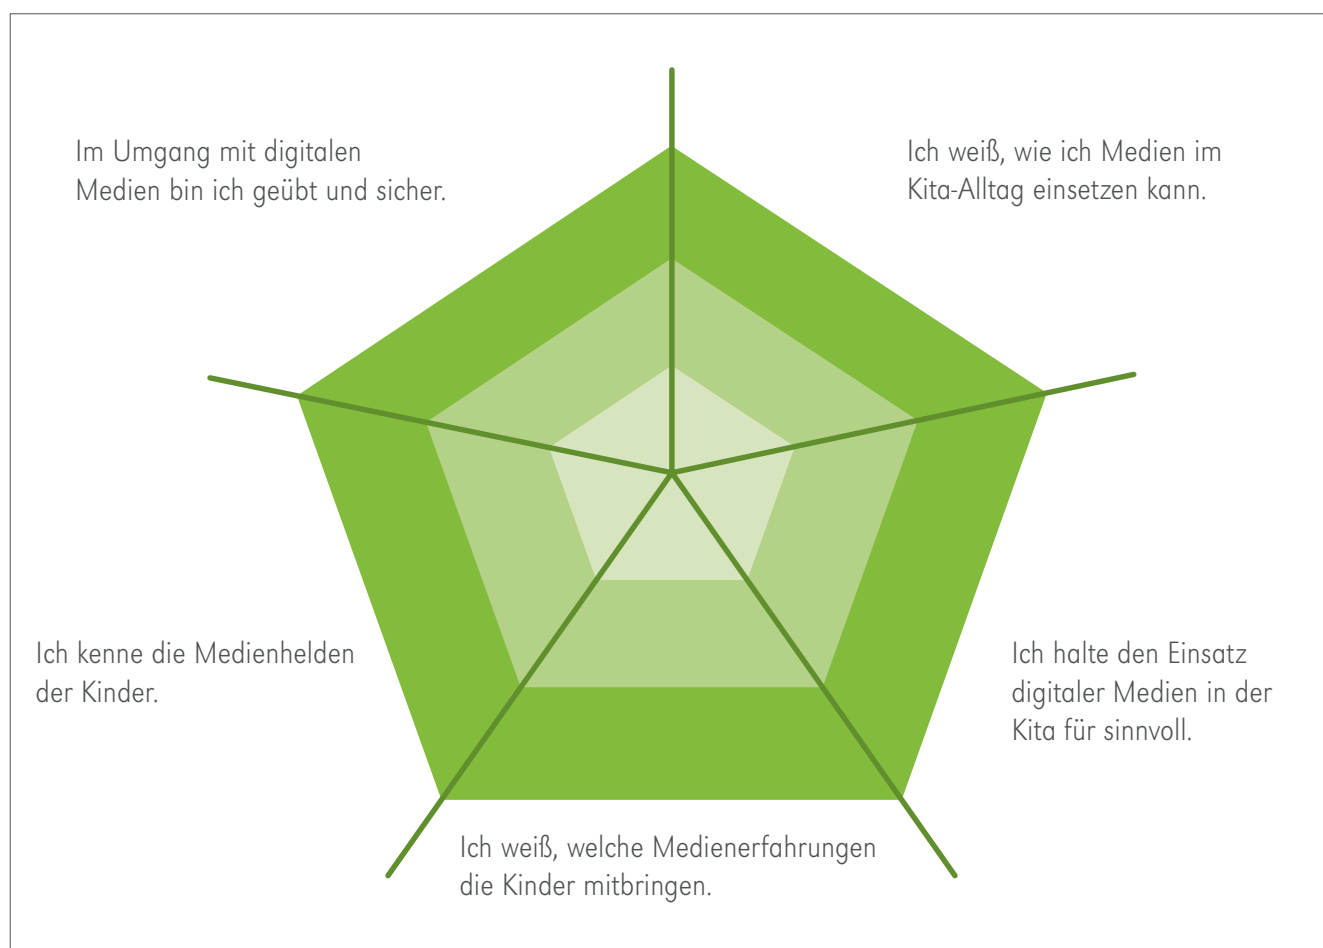 Im Umgang mit digitalen
Medien bin ich geübt und sicher.
Ich weiß, wie ich Medien im
Kita-Alltag einsetzen kann.
Ich kenne die Medienhelden
der Kinder.
Ich halte den Einsatz
digitaler Medien in der
Kita für sinnvoll.
Ich weiß, welche Medienerfahrungen
die Kinder mitbringen.